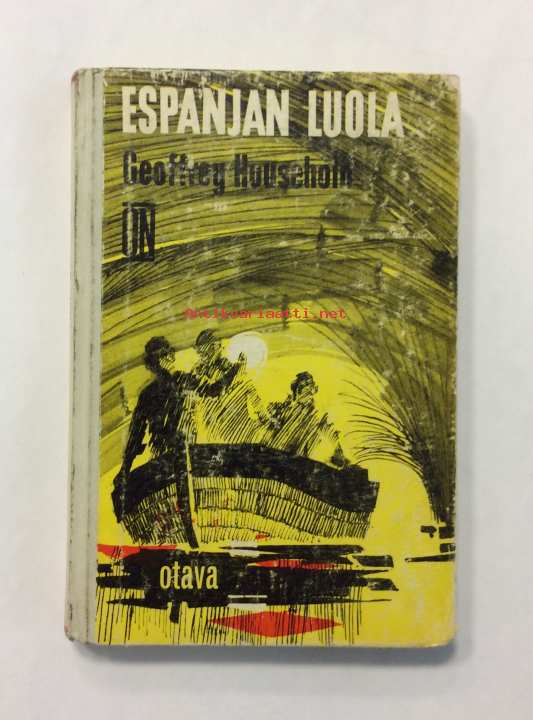 ESPANJAN LUOLA
Geoffrey Household
ON
Antikvariaatti.net
otava